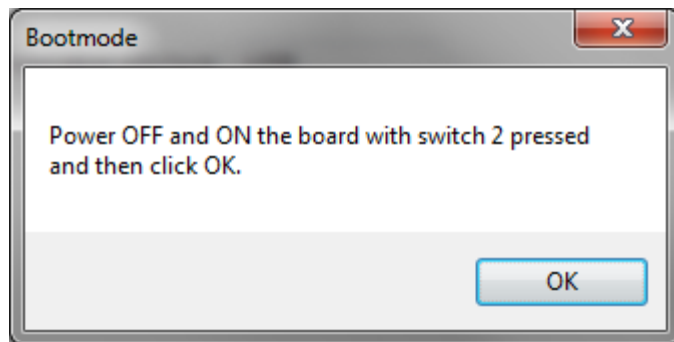 Bootmode
Power OFF and ON the board with switch 2 pressed
and then click OK.
OK